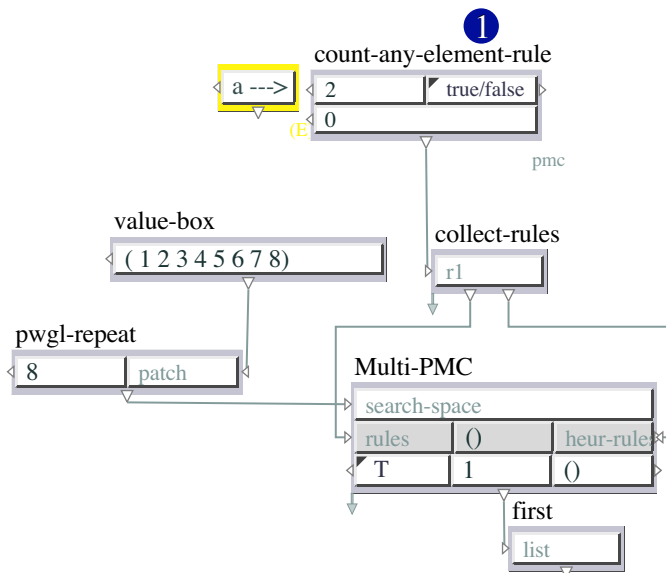 1
count-any-element-rule
a --->
2
true/false
(E
0
pmc
value-box
( 1 2 3 4 5 6 7 8)
collect-rules
r1
pwgl-repeat
8
patch
Multi-PMC
search-space
rules
()
heur-rules
T
1
()
first
list